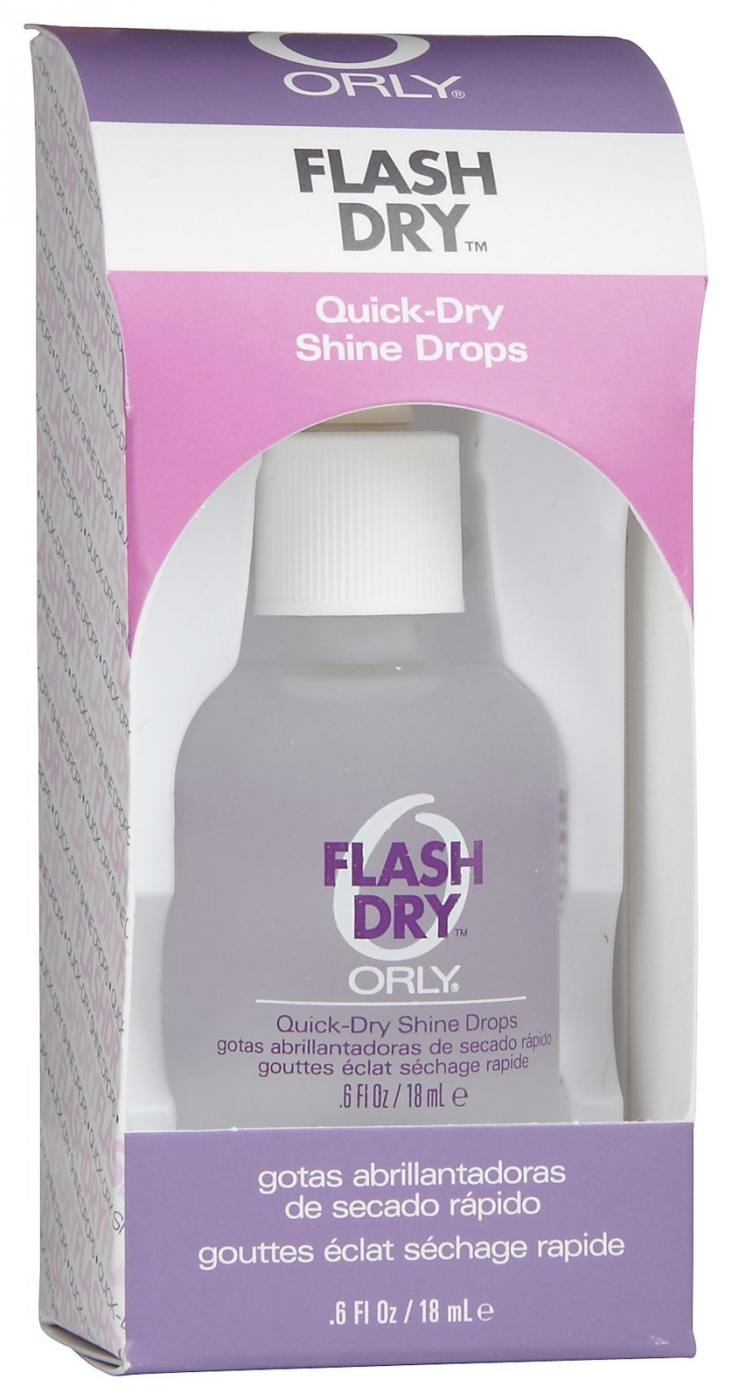 ORLY®
FLASH
DRY™
Quick-Dry
Shine Drops
FLASH
DRY™
ORLY®
Quick-Dry Shine Drops
gotas abrillantadoras de secado rápido
gouttes éclat séchage rapide
.6 Fl Oz / 18 mL ℮
gotas abrillantadoras
de secado rápido
gouttes éclat séchage rapide
.6 Fl Oz / 18 mL ℮